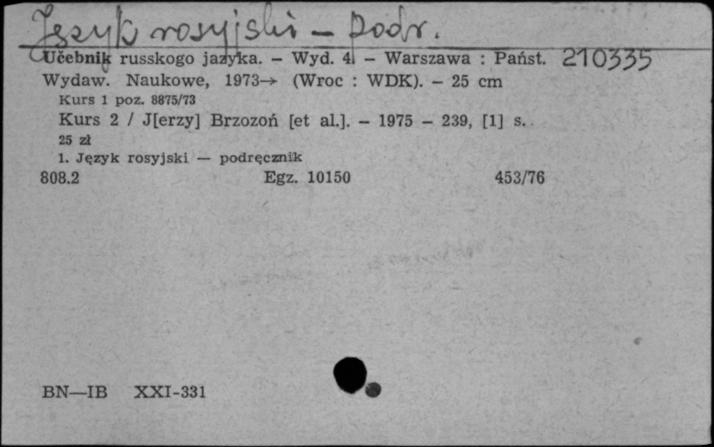 Język rosyjski – podr.
Učebnik russkogo jazyka. – Wyd. 4. – Warszawa : Państ. 210335
Wydaw. Naukowe, 1973→ (Wroc : WDK). – 25 cm
Kurs 1 poz. 8875/73
Kurs 2 / J[erzy] Brzozoń [et al.]. – 1975 – 239, [1] s.
25 zł
1. Język rosyjski — podręcznik
808.2 Egz. 10150 453/76
BN—IB XXI-331